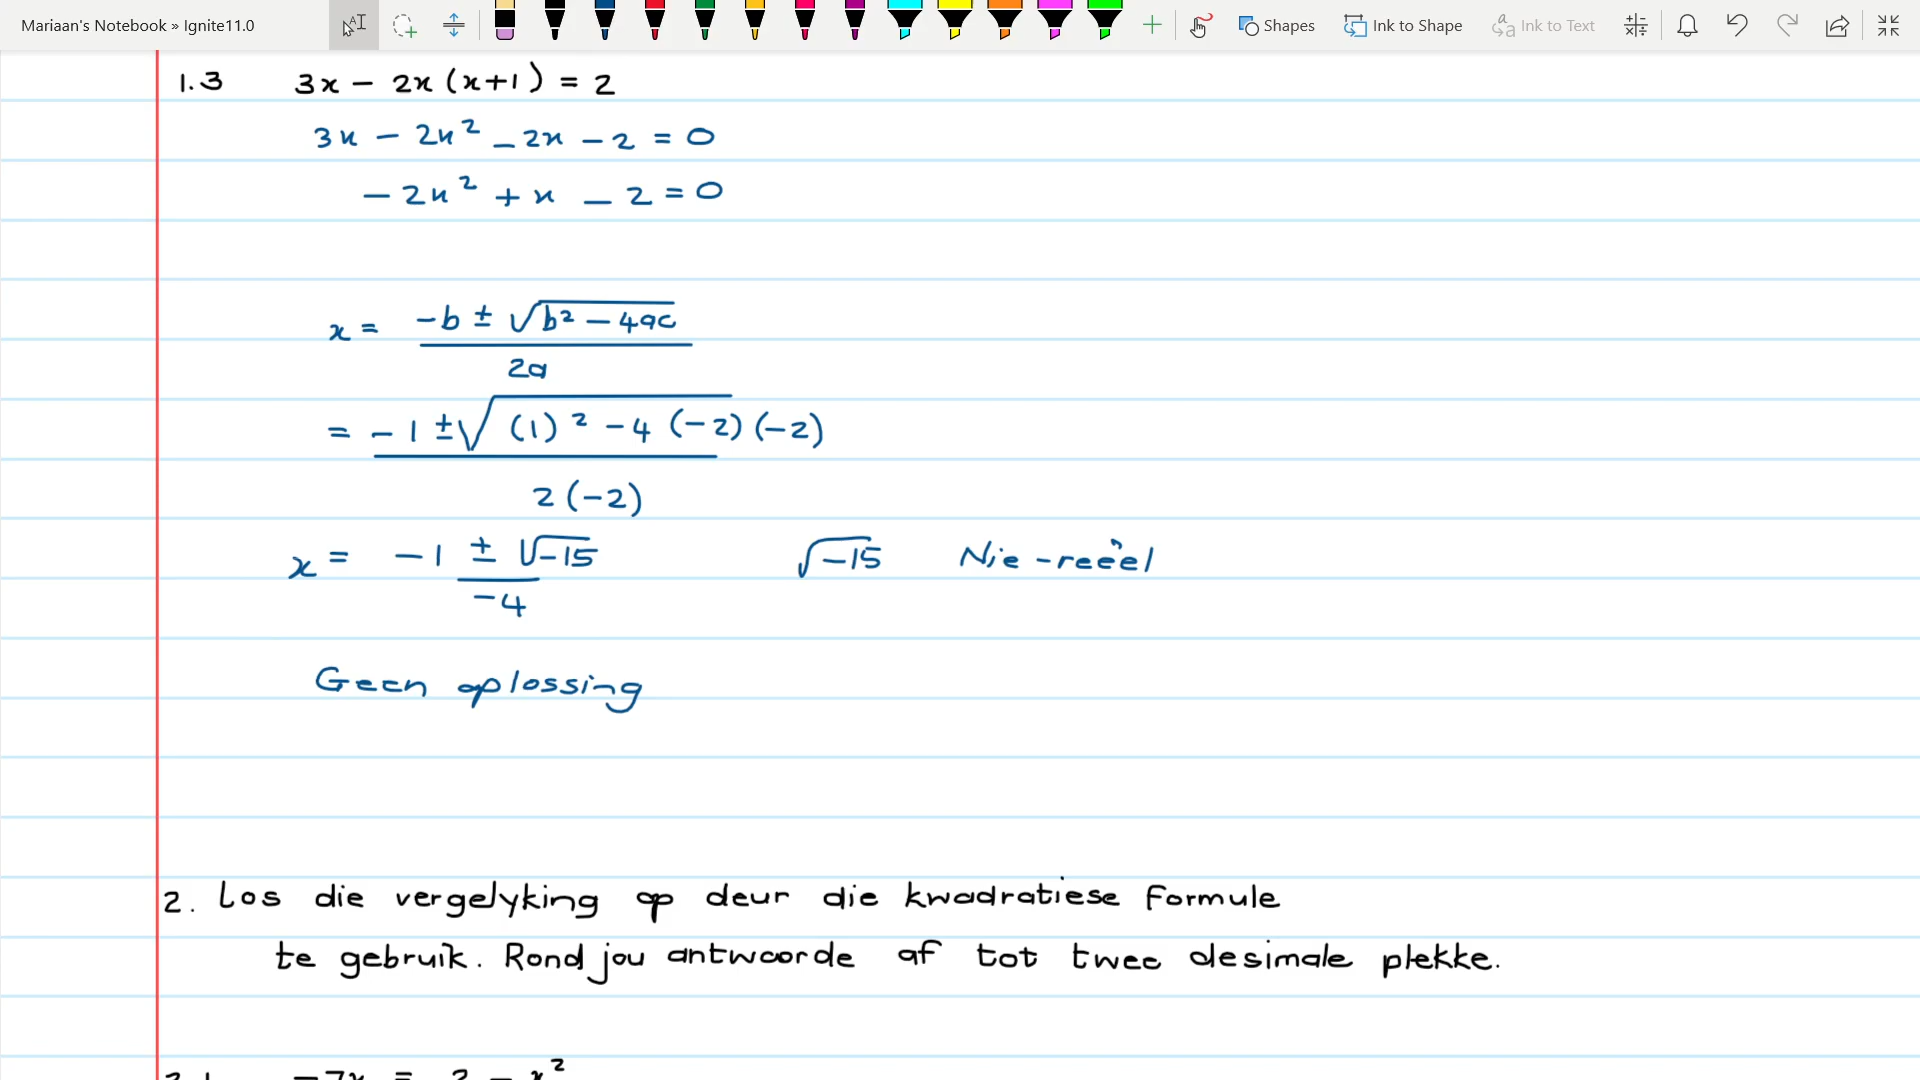 Mariaan's Notebook » Ignite11.0
Shapes
Ink to Shape
Ink to Text
1.3 3x - 2x (x+1) = 2
3x - 2x² - 2x - 2 = 0
- 2x² + x - 2 = 0
x = -b ± √b² - 4ac
2a
= -1 ± √(1)² - 4 (-2)(-2)
2(-2)
x = -1 ± √-15 √-15 Nie-reëel
-4
Geen oplossing
2. Los die vergelyking op deur die kwadratiese formule
te gebruik. Rond jou antwoorde af tot twee desimale plekke.